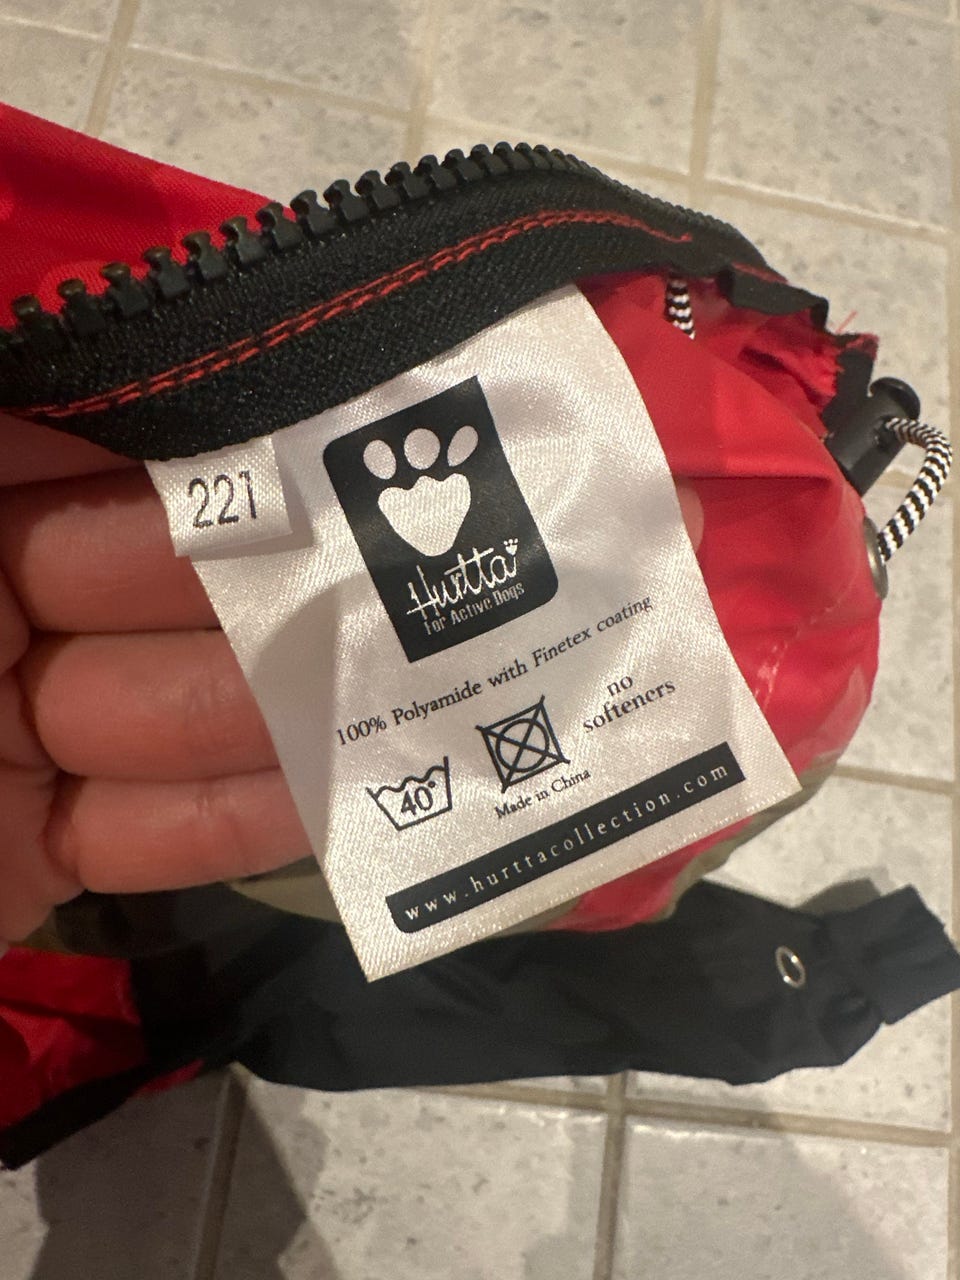 221
Hurtta
For Active Dogs
100% Polyamide with Finetex coating
40°
no
softeners
Made in China
www.hurttacollection.com